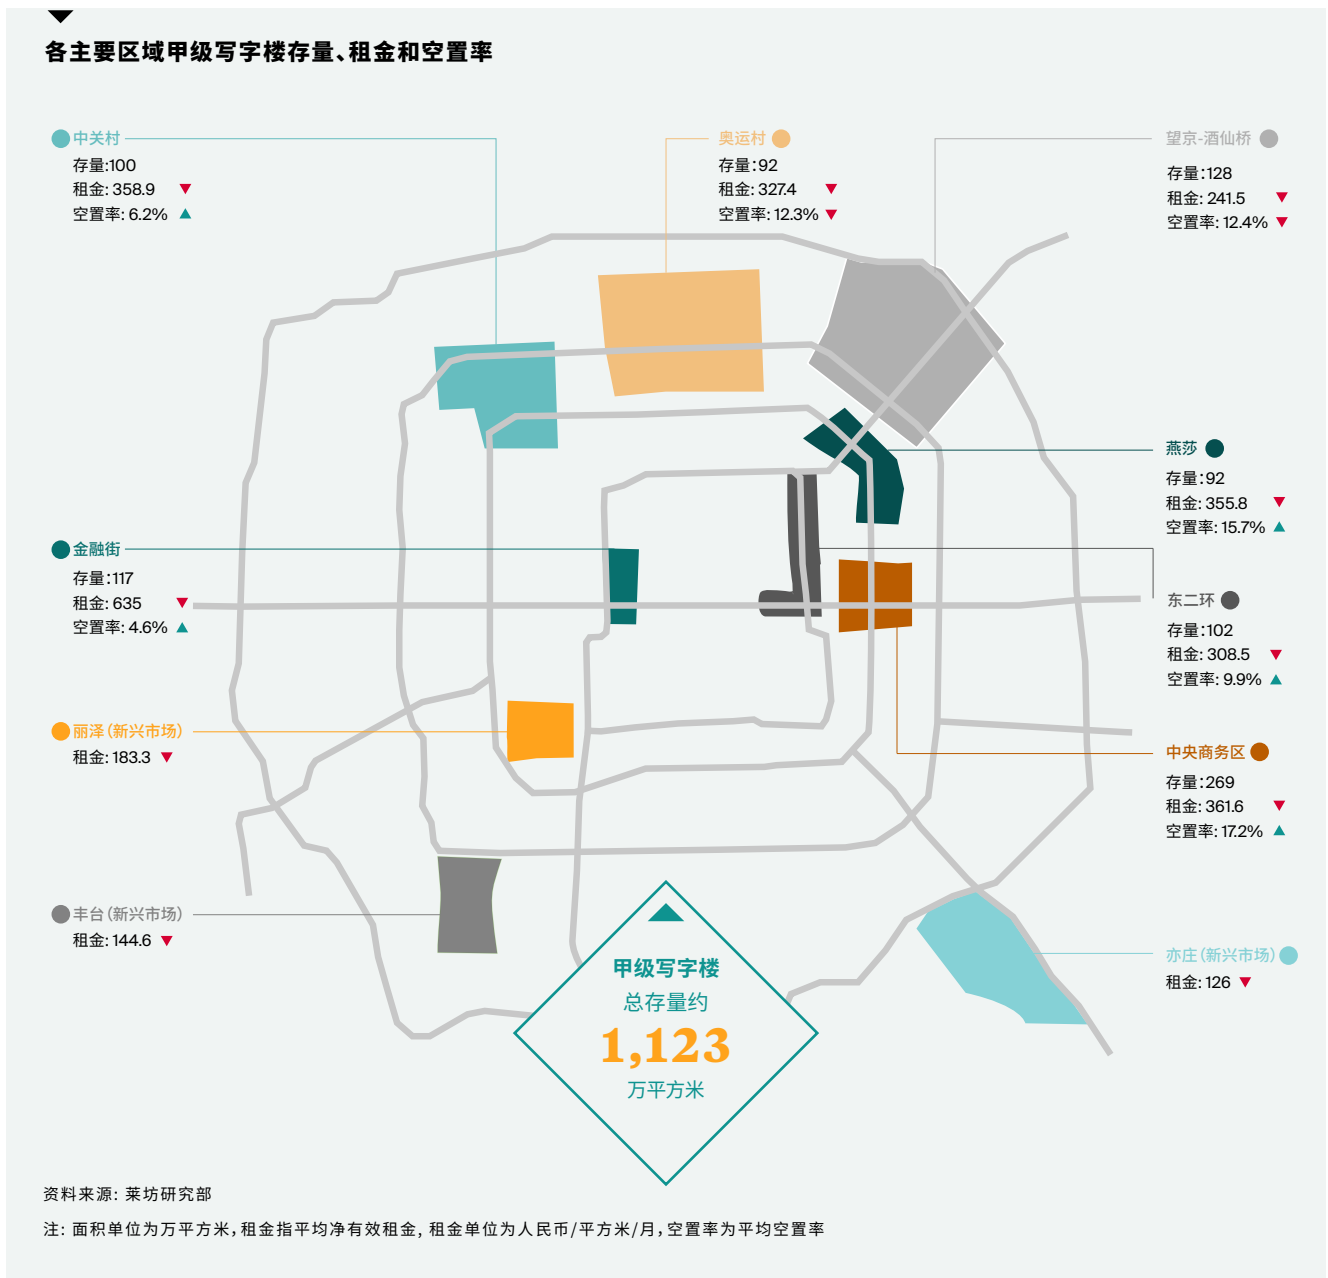 各主要区域甲级写字楼存量、租金和空置率
中关村
存量:100
租金: 358.9
空置率: 6.2%
奥运村
存量: 92
租金: 327.4
空置率: 12.3%
望京-酒仙桥
存量: 128
租金: 241.5
空置率: 12.4%
燕莎
存量: 92
租金: 355.8
空置率: 15.7%
金融街
存量: 117
租金: 635
空置率: 4.6%
东二环
存量: 102
租金: 308.5
空置率: 9.9%
丽泽 (新兴市场)
租金: 183.3
中央商务区
存量: 269
租金: 361.6
空置率: 17.2%
丰台 (新兴市场)
租金: 144.6
亦庄 (新兴市场)
租金: 126
甲级写字楼
总存量约
1,123
万平方米
资料来源: 莱坊研究部
注: 面积单位为万平方米, 租金指平均净有效租金, 租金单位为人民币/平方米/月, 空置率为平均空置率